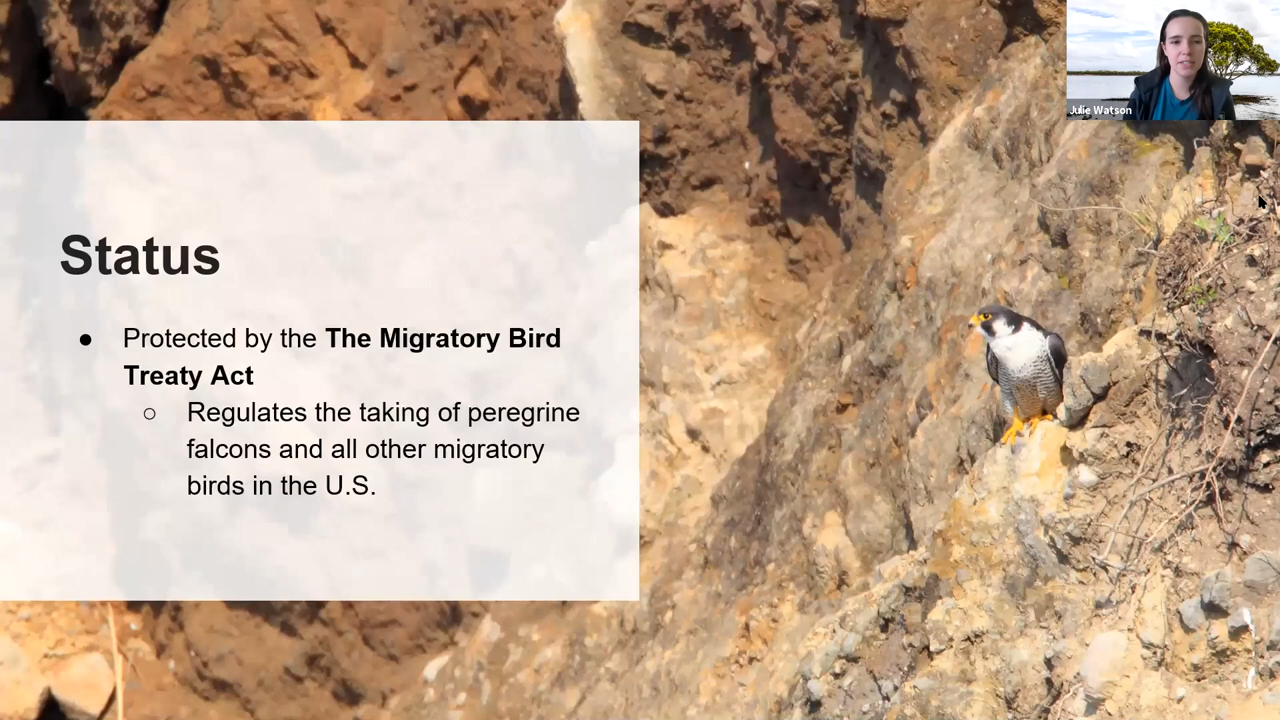 Julie Watson
Status
● Protected by the The Migratory Bird
Treaty Act
○ Regulates the taking of peregrine
falcons and all other migratory
birds in the U.S.